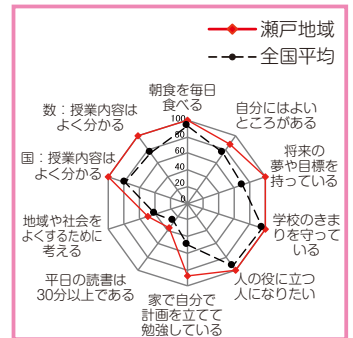 瀬戸地域
全国平均
朝食を毎日
食べる
自分にはよい
ところがある
将来の
夢や目標を
持っている
学校のきま
りを守って
いる
人の役に立つ
人になりたい
家で自分で
計画を立てて
勉強している
平日の読書は
30分以上である
地域や社会を
よくするために
考える
国：授業内容は
よく分かる
数：授業内容は
よく分かる
100
80
60
40
20
0